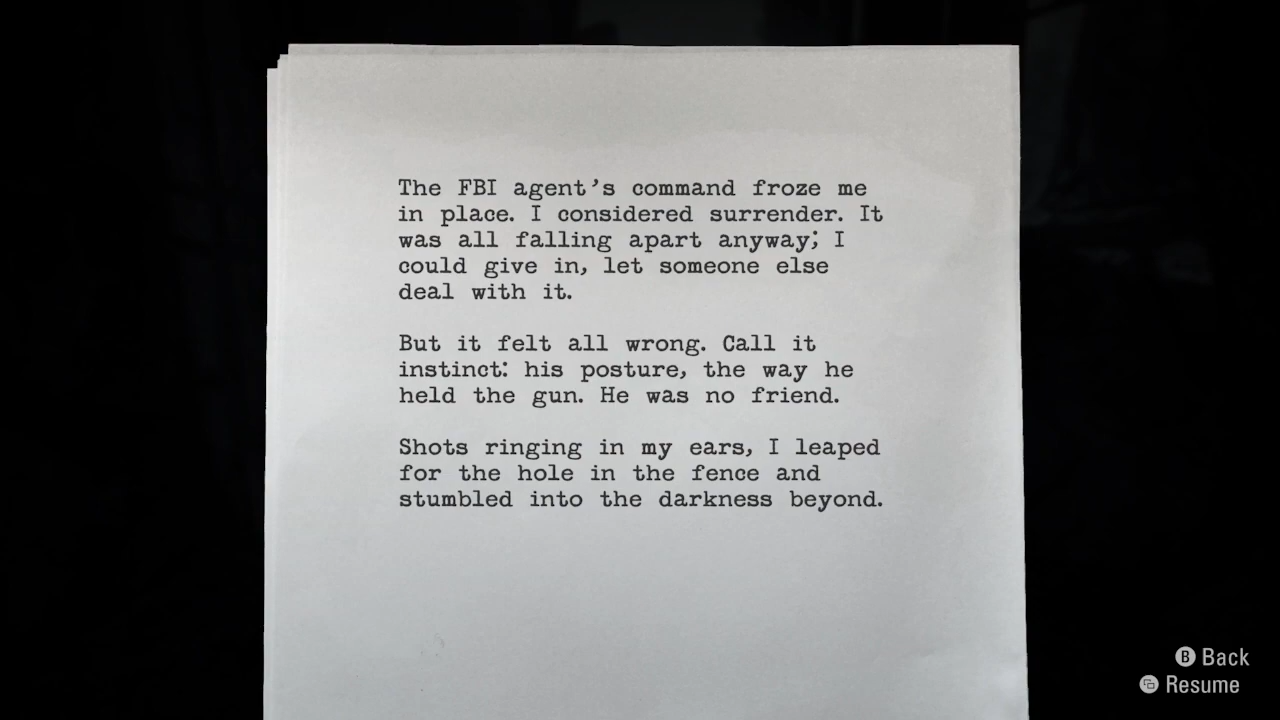 The FBI agent’s command froze me
in place. I considered surrender. It
was all falling apart anyway; I
could give in, let someone else
deal with it.
But it felt all wrong. Call it
instinct: his posture, the way he
held the gun. He was no friend.
Shots ringing in my ears, I leaped
for the hole in the fence and
stumbled into the darkness beyond.
B Back
Resume